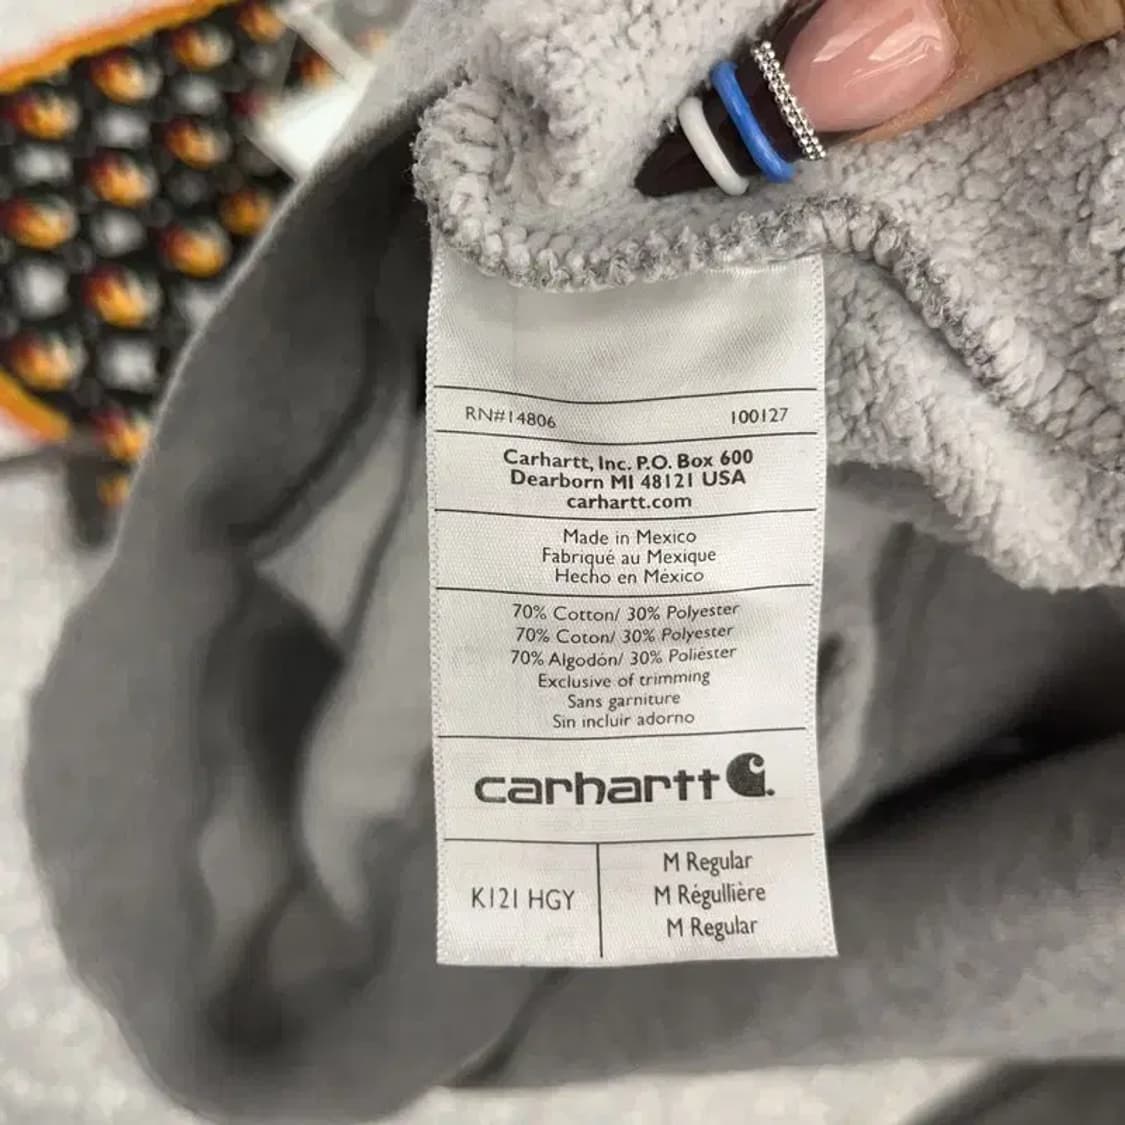 RN#14806 100127
Carhartt, Inc. P.O. Box 600
Dearborn MI 48121 USA
carhartt.com
Made in Mexico
Fabriqué au Mexique
Hecho en México
70% Cotton/ 30% Polyester
70% Coton/ 30% Polyester
70% Algodón/ 30% Poliéster
Exclusive of trimming
Sans garniture
Sin incluir adorno
carhartt
K121 HGY
M Regular
M Régullière
M Regular